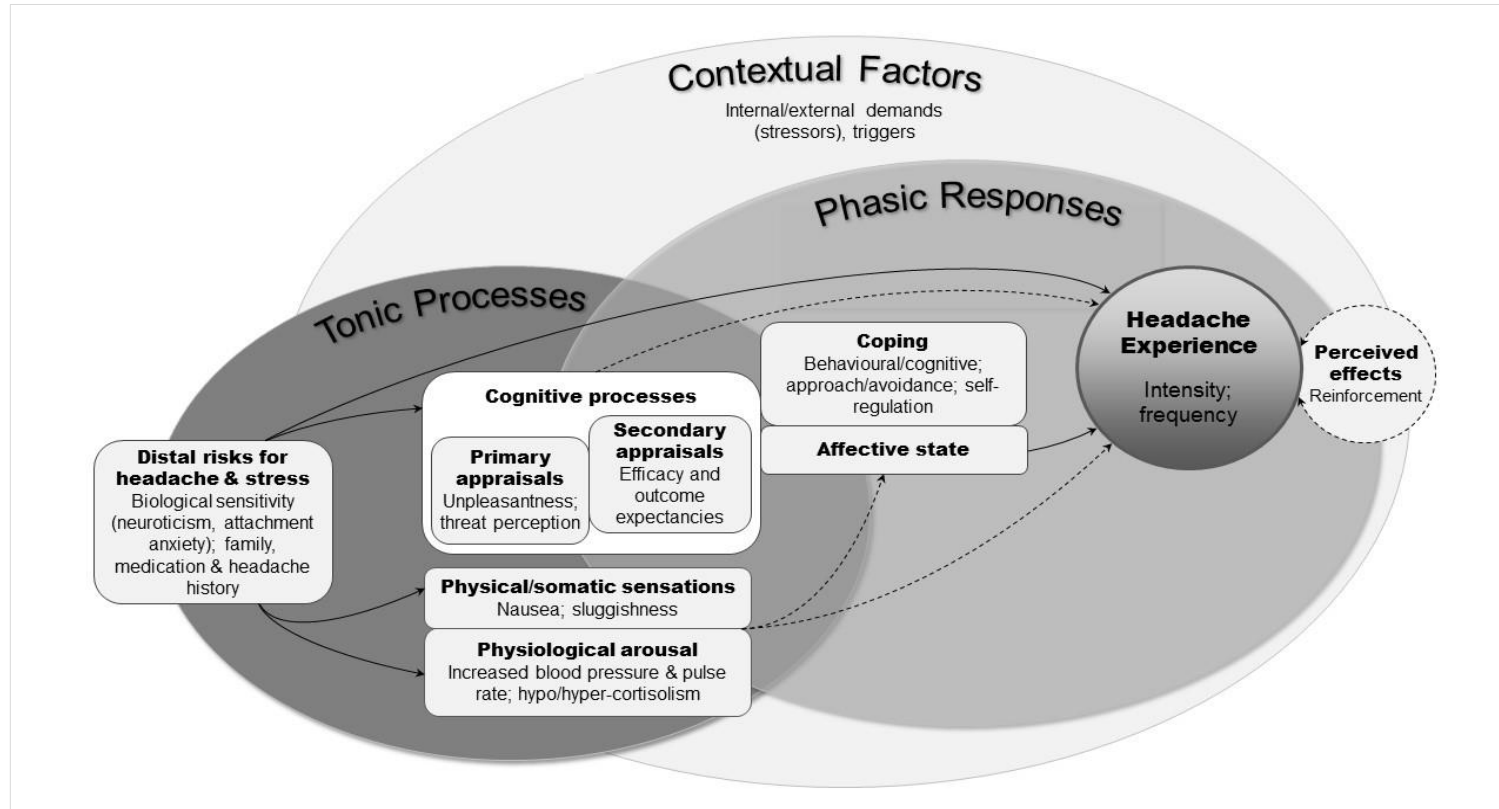 Contextual Factors
Internal/external demands
(stressors), triggers
Phasic Responses
Tonic Processes
Headache
Experience
Intensity;
frequency
Perceived
effects
Reinforcement
Coping
Behavioural/cognitive;
approach/avoidance; self-
regulation
Affective state
Cognitive processes
Primary
appraisals
Unpleasantness;
threat perception
Secondary
appraisals
Efficacy and
outcome
expectancies
Distal risks for
headache & stress
Biological sensitivity
(neuroticism, attachment
anxiety); family,
medication & headache
history
Physical/somatic sensations
Nausea; sluggishness
Physiological arousal
Increased blood pressure & pulse
rate; hypo/hyper-cortisolism